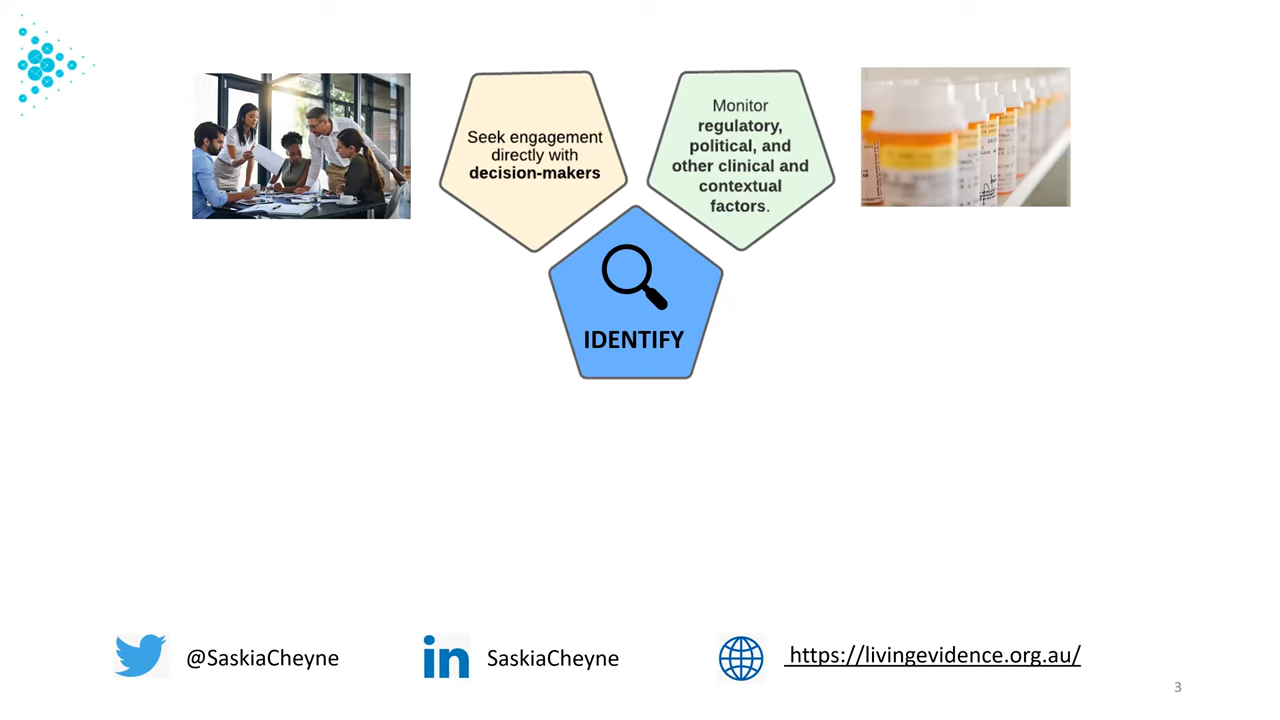 Seek engagement
directly with
decision-makers
Monitor
regulatory,
political, and
other clinical and
contextual
factors.
IDENTIFY
@SaskiaCheyne
in
SaskiaCheyne
https://livingevidence.org.au/
3